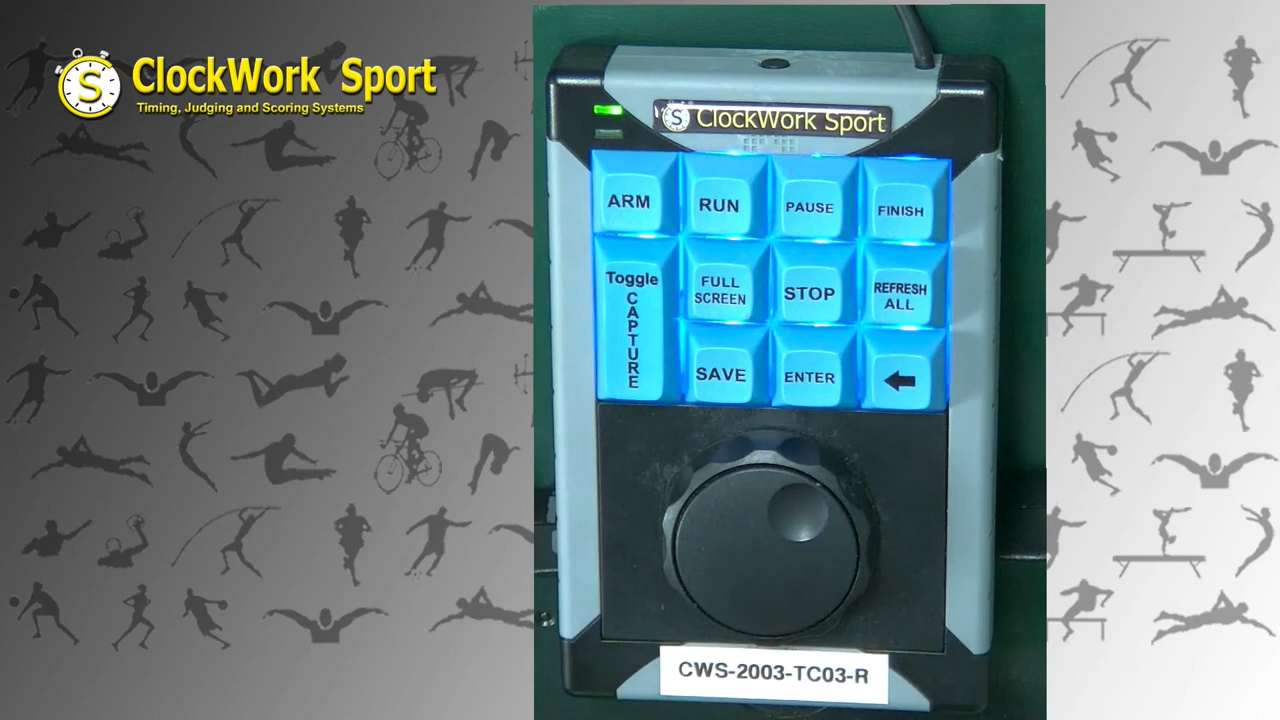 ClockWork Sport
Timing, Judging and Scoring Systems
S
S ClockWork Sport
ARM RUN PAUSE FINISH
Toggle
CAPTURE
FULL
SCREEN
STOP
REFRESH
ALL
SAVE ENTER
CWS-2003-TC03-R